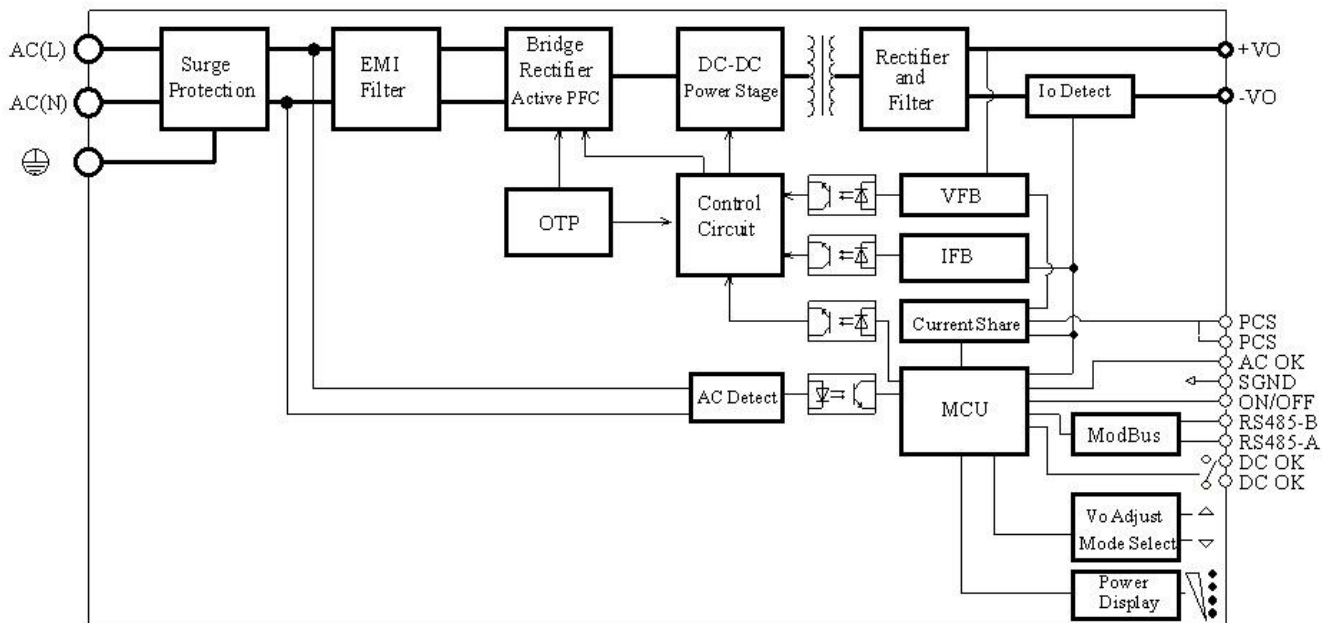 AC(L)
AC(N)
Surge
Protection
EMI
Filter
Bridge
Rectifier
Active PFC
DC-DC
Power Stage
Rectifier
and
Filter
Io Detect
+VO
-VO
OTP
Control
Circuit
VFB
IFB
Current Share
AC Detect
MCU
ModBus
PCS
PCS
AC OK
SGND
ON/OFF
RS485-B
RS485-A
DC OK
DC OK
Vo Adjust
Mode Select
Power
Display